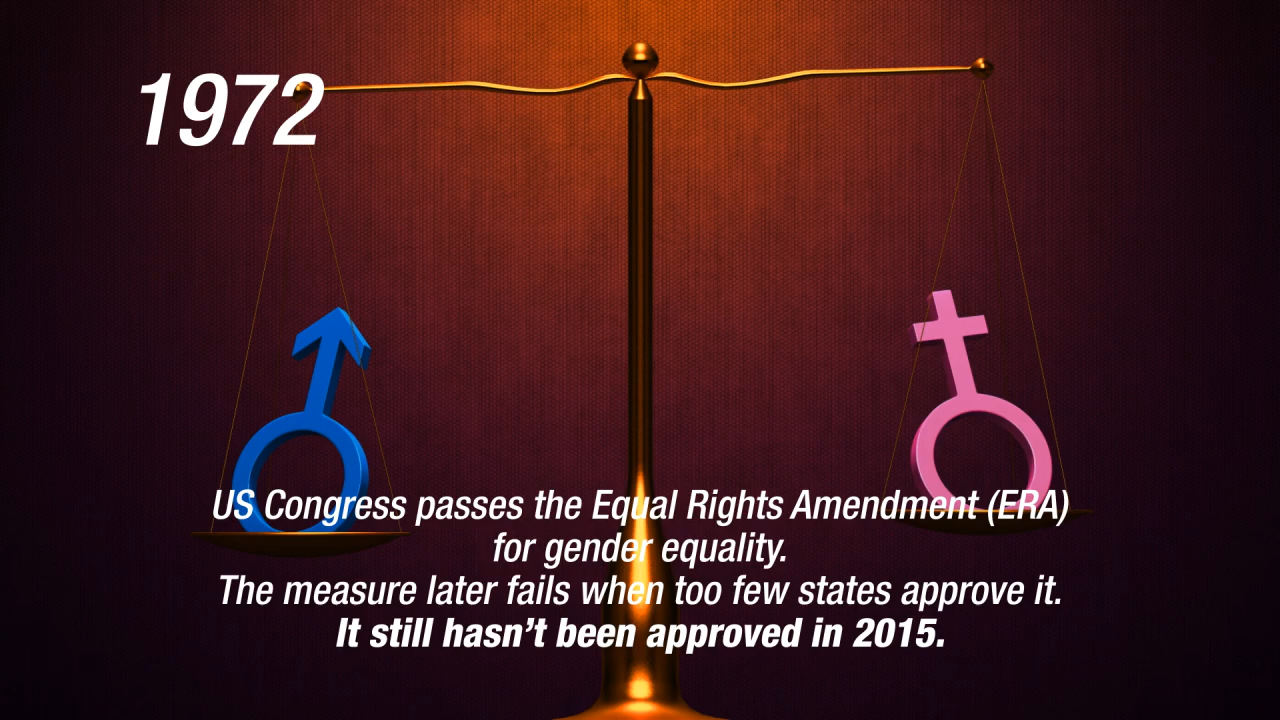 1972
US Congress passes the Equal Rights Amendment (ERA)
for gender equality.
The measure later fails when too few states approve it.
It still hasn’t been approved in 2015.